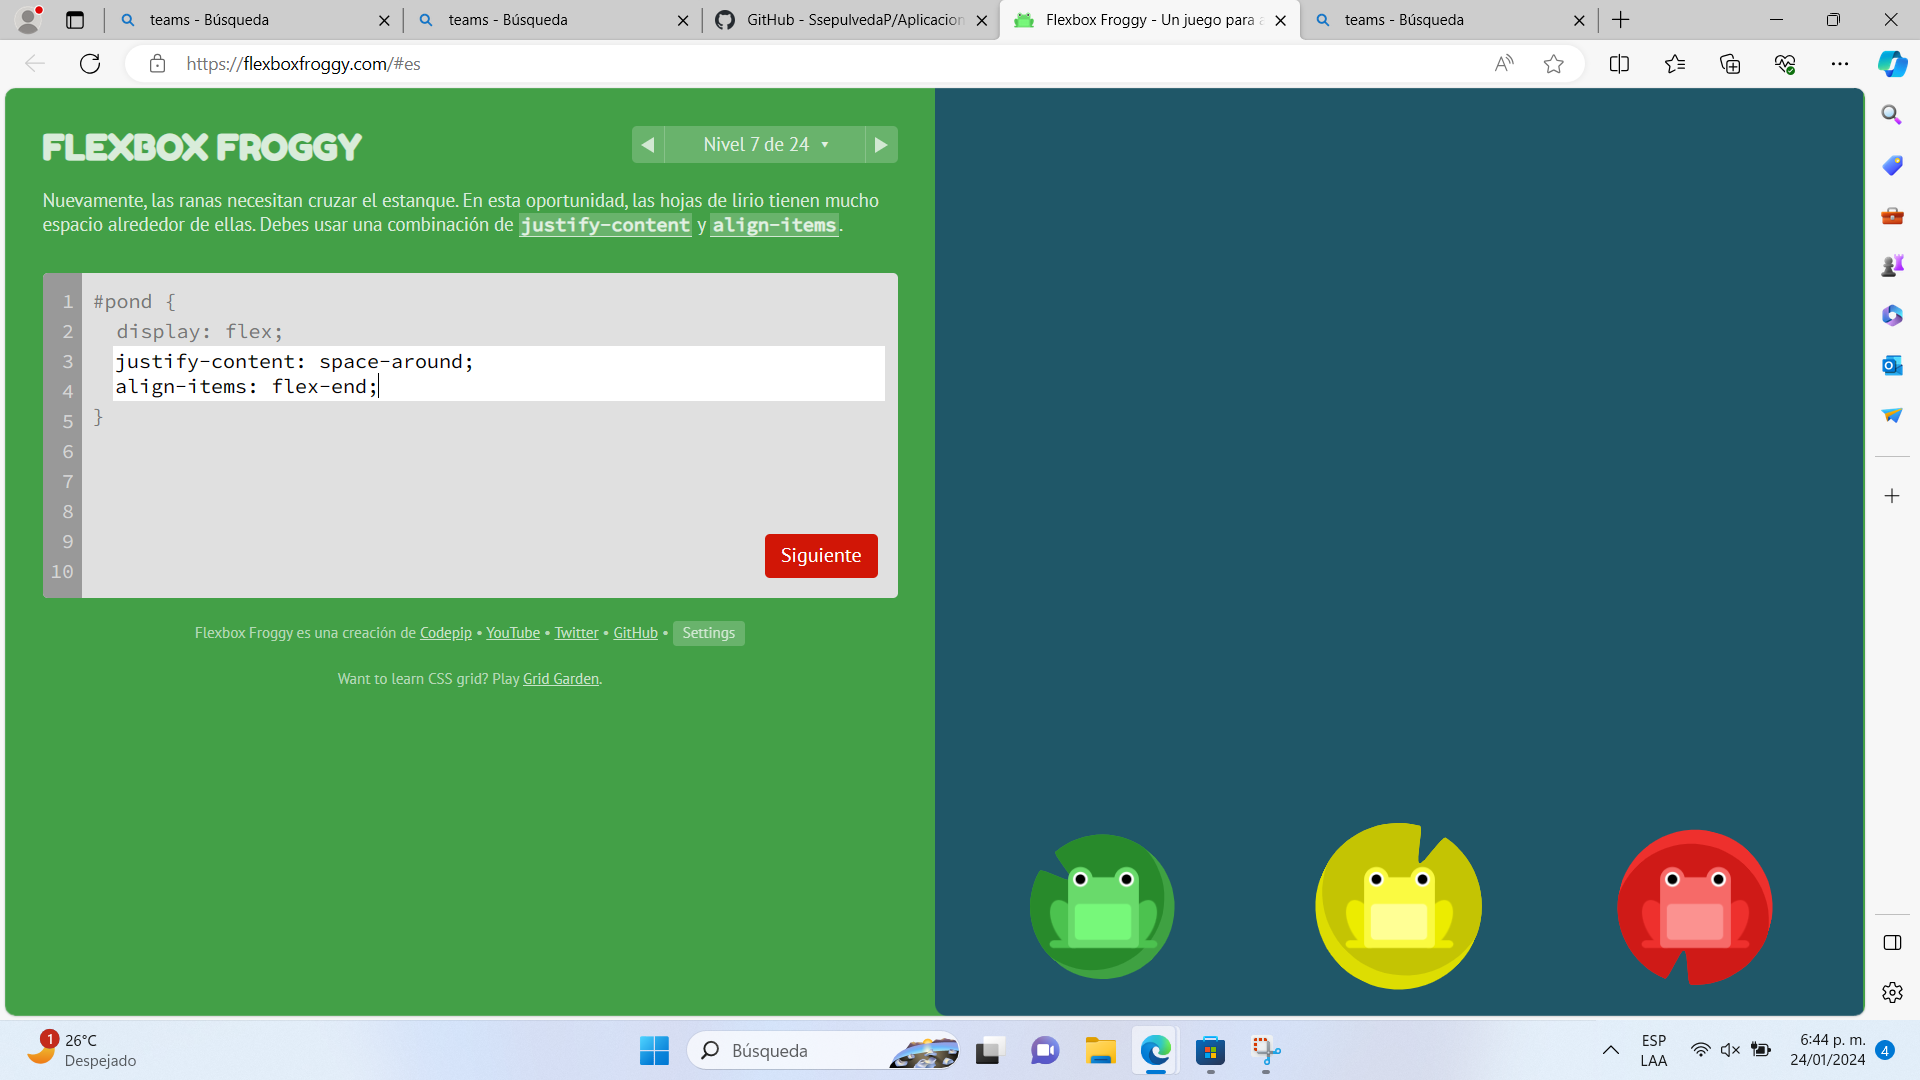 teams - Búsqueda
teams - Búsqueda
GitHub - SsepulvedaP/Aplicacion
Flexbox Froggy - Un juego para a
teams - Búsqueda
https://flexboxfroggy.com/#es
FLEXBOX FROGGY
Nivel 7 de 24 ▼
Nuevamente, las ranas necesitan cruzar el estanque. En esta oportunidad, las hojas de lirio tienen mucho
espacio alrededor de ellas. Debes usar una combinación de justify-content y align-items.
1 #pond {
2 display: flex;
3 justify-content: space-around;
4 align-items: flex-end;
5 }
6
7
8
9
10
Siguiente
Flexbox Froggy es una creación de Codepip • YouTube • Twitter • GitHub • Settings
Want to learn CSS grid? Play Grid Garden.
1
26°C
Despejado
Búsqueda
ESP
LAA
6:44 p. m.
24/01/2024
4